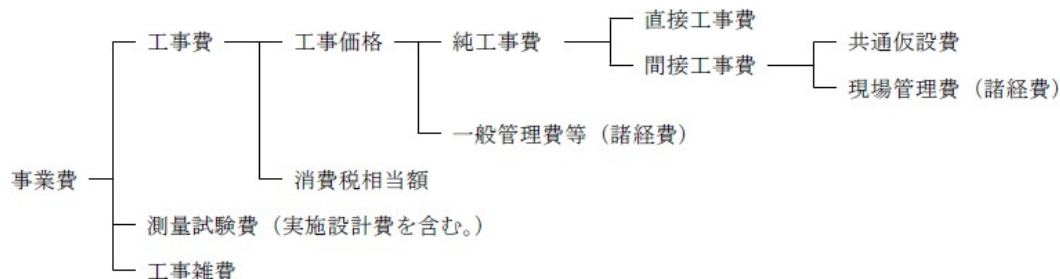 直接工事費
工事費
工事価格
純工事費
共通仮設費
間接工事費
現場管理費（諸経費）
一般管理費等（諸経費）
事業費
消費税相当額
測量試験費（実施設計費を含む。）
工事雑費